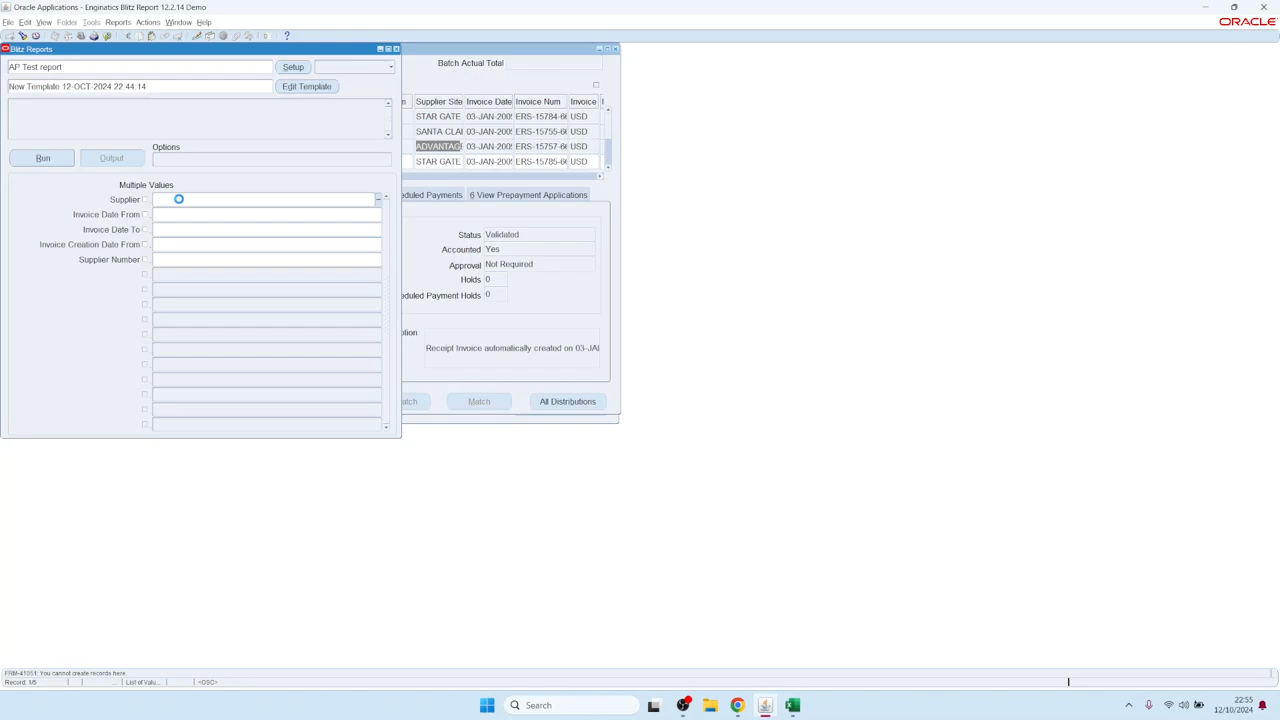 Oracle Applications - Enginatics Blitz Report 12.2.14 Demo
File Edit View Folder Tools Reports Actions Window Help
ORACLE
Blitz Reports
AP Test report
Setup
New Template 12-OCT-2024 22:44.14
Edit Template
Run
Output
Options
Multiple Values
Supplier
Invoice Date From
Invoice Date To
Invoice Creation Date From
Supplier Number
Batch Actual Total
Supplier Site Invoice Date Invoice Num Invoice
STAR GATE 03-JAN-2005 ERS-15784-6
SANTA CLAI 03-JAN-2005 ERS-15755-6
ADVANTAG 03-JAN-2005 ERS-15757-6
STAR GATE 03-JAN-2005 ERS-15785-6
USD
USD
USD
USD
eduled Payments
6 View Prepayment Applications
Status Validated
Accounted Yes
Approval Not Required
Holds 0
eduled Payment Holds 0
ption
Receipt Invoice automatically created on 03-JAI
atch
Match
All Distributions
FRM-41051: You cannot create records here.
Record: 1/5
...
List of Valu...
<OSC>
Search
22:55
12/10/2024